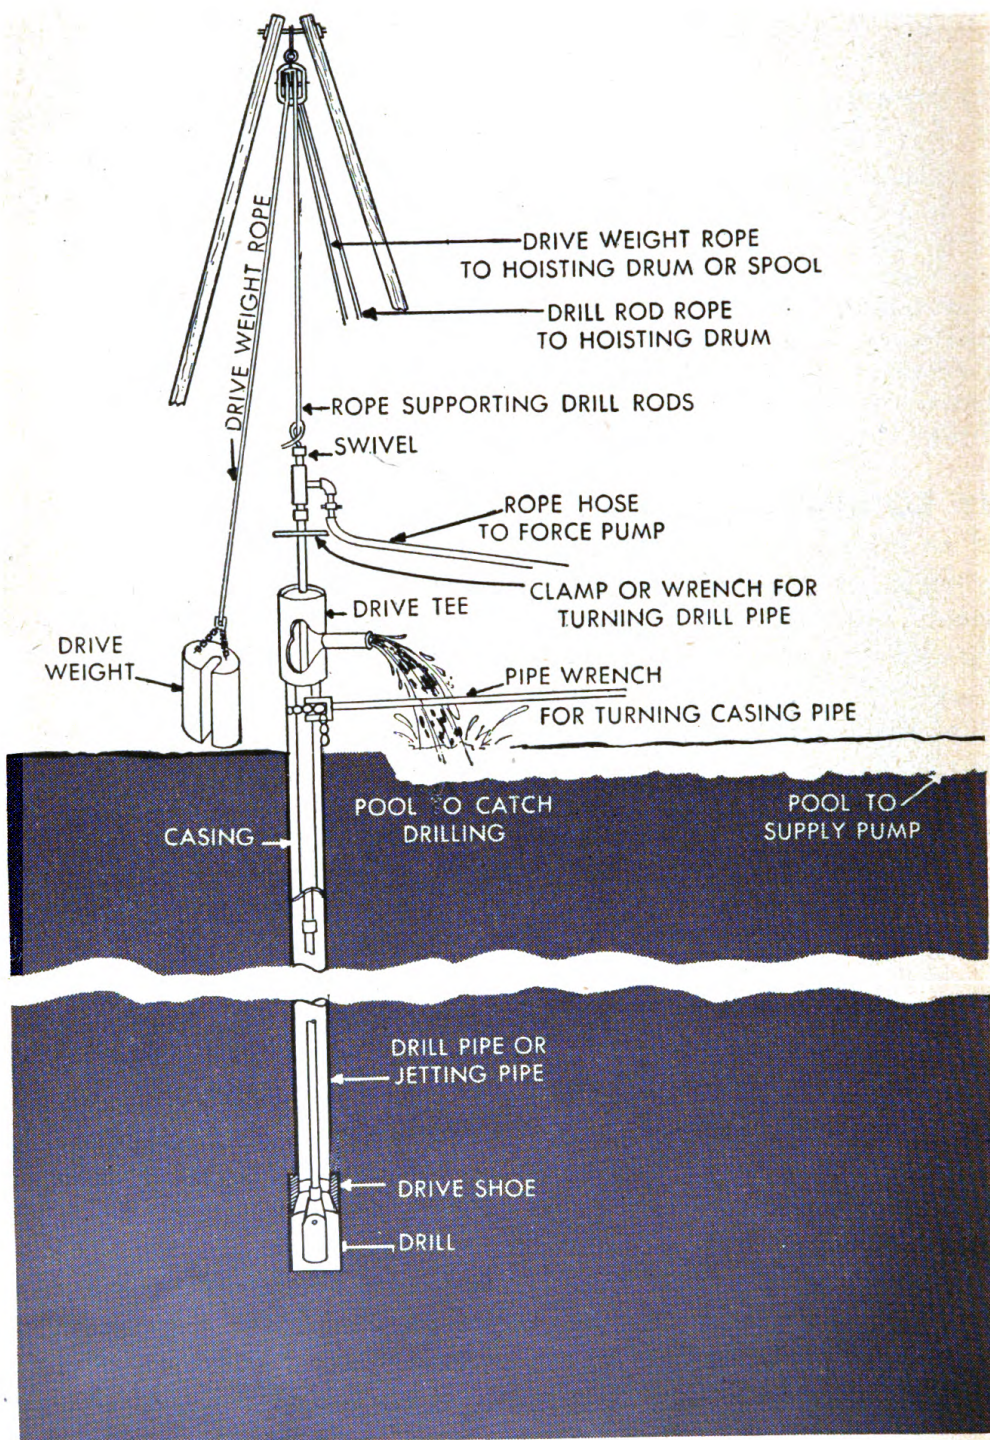 DRIVE WEIGHT ROPE
TO HOISTING DRUM OR SPOOL
DRILL ROD ROPE
TO HOISTING DRUM
DRIVE WEIGHT ROPE
ROPE SUPPORTING DRILL RODS
SWIVEL
ROPE HOSE
TO FORCE PUMP
CLAMP OR WRENCH FOR
TURNING DRILL PIPE
DRIVE TEE
DRIVE
WEIGHT
PIPE WRENCH
FOR TURNING CASING PIPE
POOL TO CATCH
DRILLING
POOL TO
SUPPLY PUMP
CASING
DRILL PIPE OR
JETTING PIPE
DRIVE SHOE
DRILL